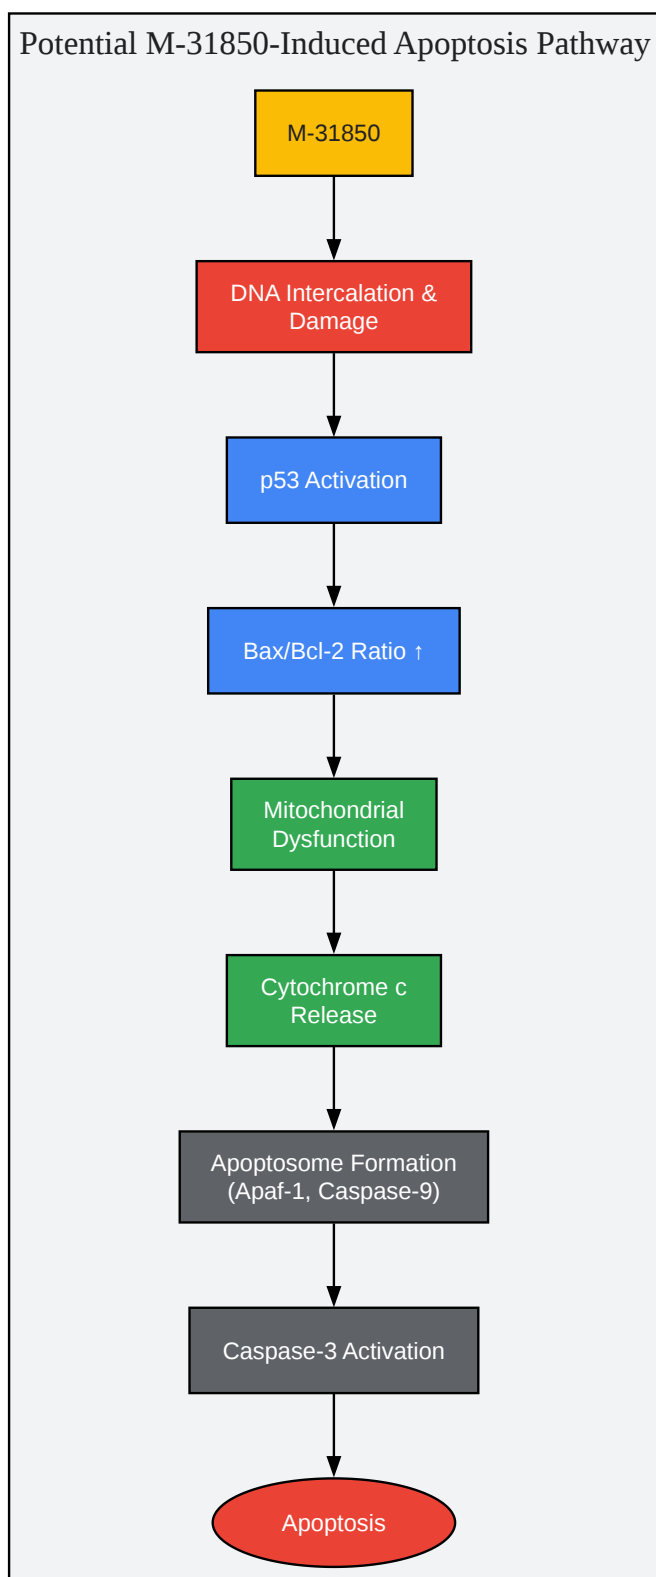 Potential M-31850-Induced Apoptosis Pathway
M-31850
DNA Intercalation &
Damage
p53 Activation
Bax/Bcl-2 Ratio ↑
Mitochondrial
Dysfunction
Cytochrome c
Release
Apoptosome Formation
(Apaf-1, Caspase-9)
Caspase-3 Activation
Apoptosis